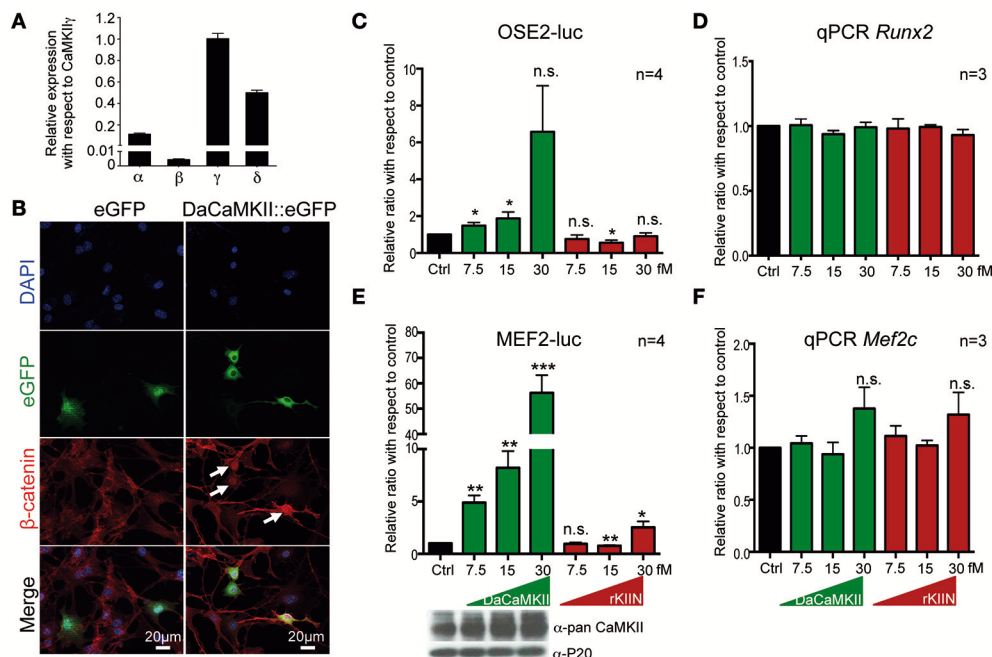 A
Relative expression
with respect to CaMKIIγ
1.2
1.0
0.8
0.6
0.4
0.2
0.01
0.00
α β γ δ
B
eGFP DaCaMKII::eGFP
DAPI
eGFP
β-catenin
Merge
20μm 20μm
C
OSE2-luc
n=4
Relative ratio with respect to control
10
8
6
4
2
0
* * n.s. n.s. * n.s.
Ctrl 7.5 15 30 7.5 15 30 fM
D
qPCR Runx2
n=3
Relative ratio with respect to control
1.5
1.0
0.5
0.0
Ctrl 7.5 15 30 7.5 15 30 fM
E
MEF2-luc
n=4
Relative ratio with respect to control
80
70
60
50
40
30
20
10
10
5
0
** ** *** n.s. ** *
Ctrl 7.5 15 30 7.5 15 30 fM
DaCaMKII rKIIN
α-pan CaMKII
α-P20
F
qPCR Mef2c
n=3
Relative ratio with respect to control
2.0
1.5
1.0
0.5
0.0
n.s. n.s.
Ctrl 7.5 15 30 7.5 15 30 fM
DaCaMKII rKIIN